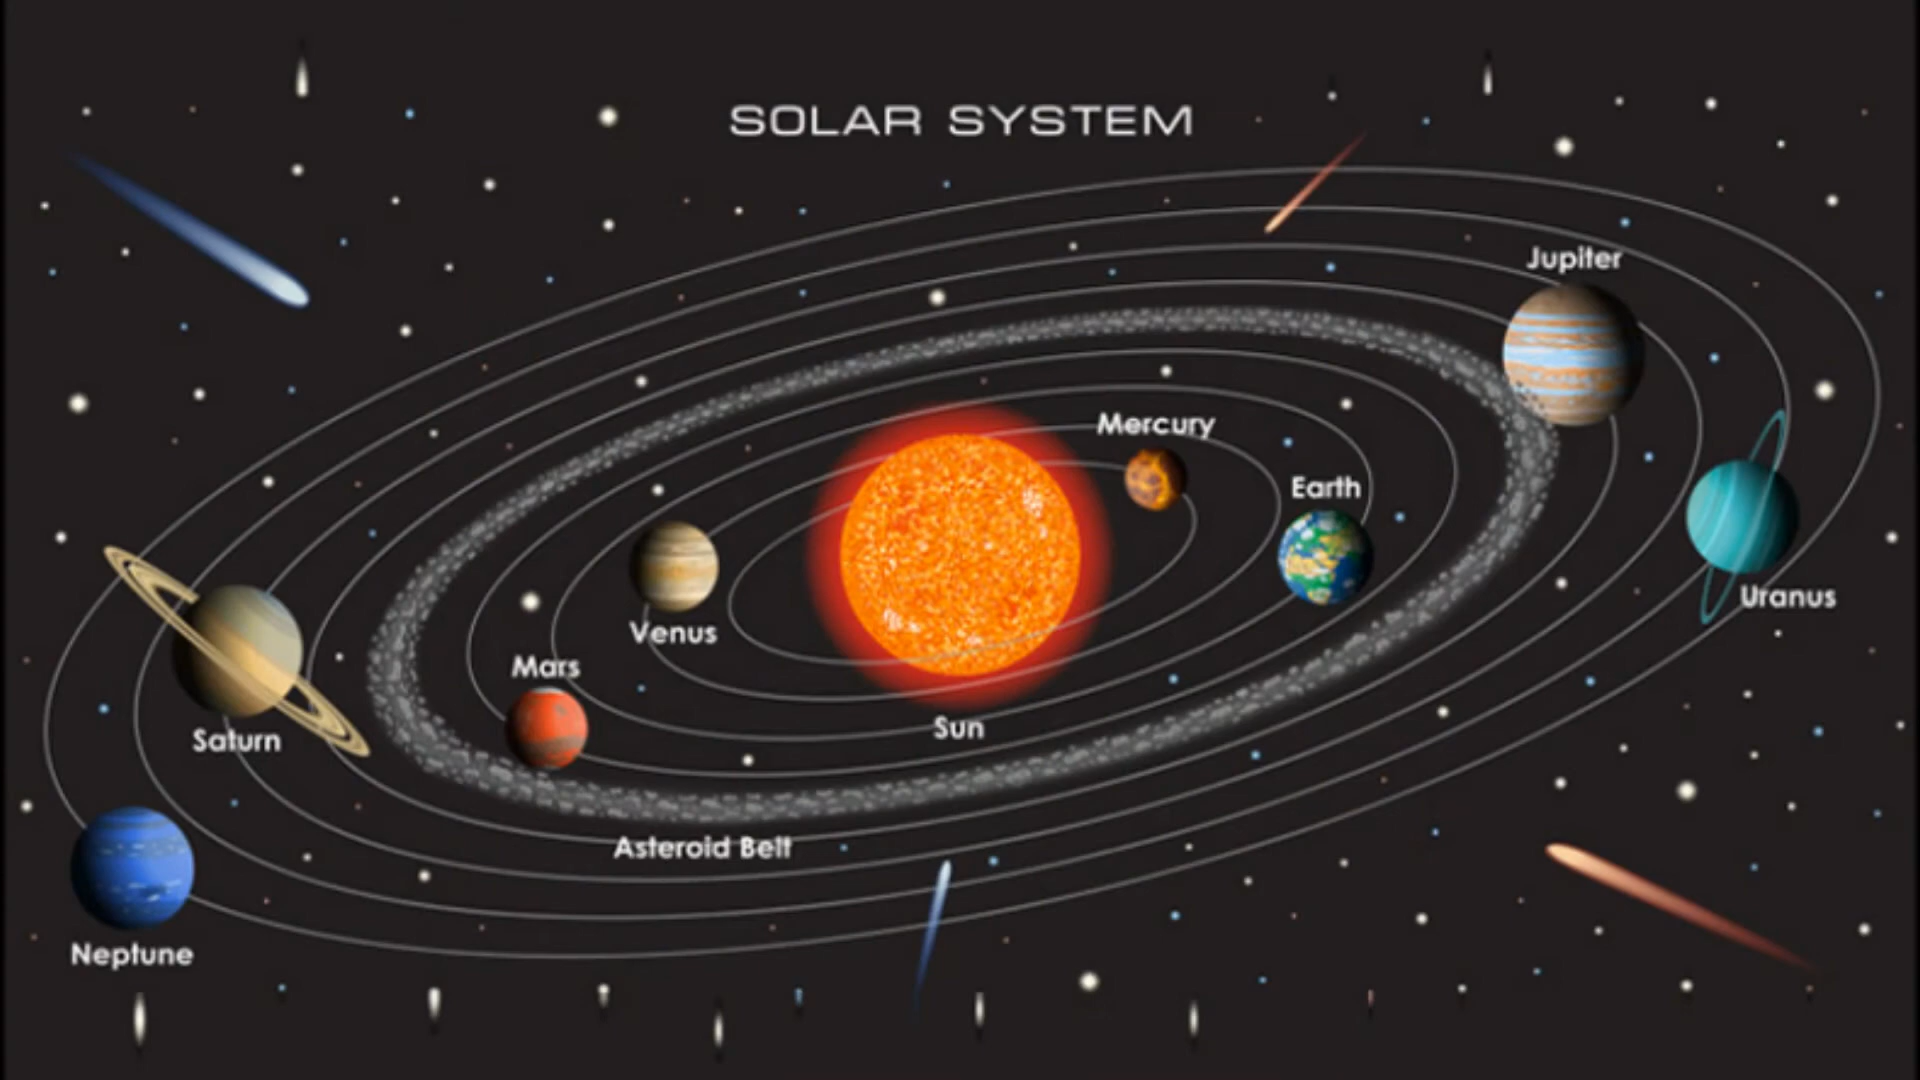 SOLAR SYSTEM
Jupiter
Mercury
Earth
Uranus
Venus
Mars
Sun
Saturn
Asteroid Belt
Neptune